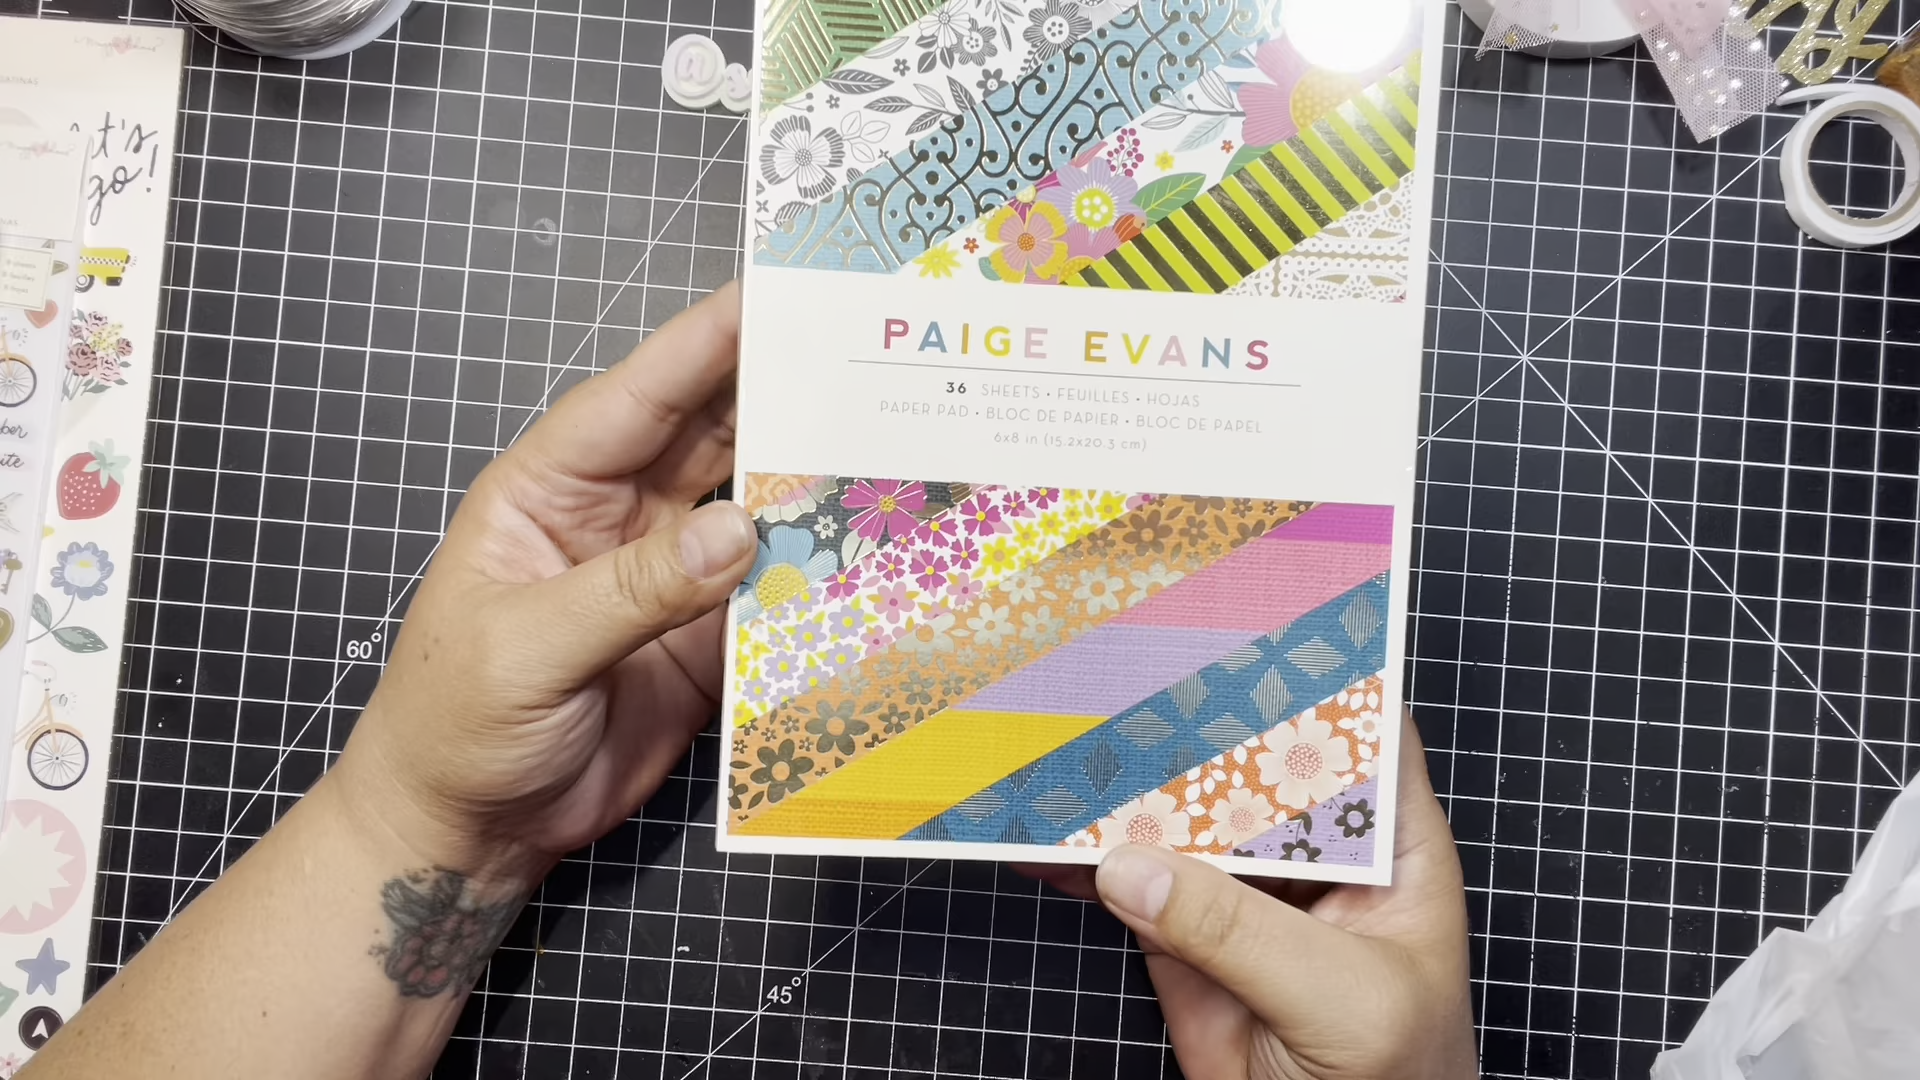 t's
go!
PAIGE EVANS
36 SHEETS • FEUILLES • HOJAS
PAPER PAD • BLOC DE PAPIER • BLOC DE PAPEL
6x8 in (15.2x20.3 cm)
60°
45°